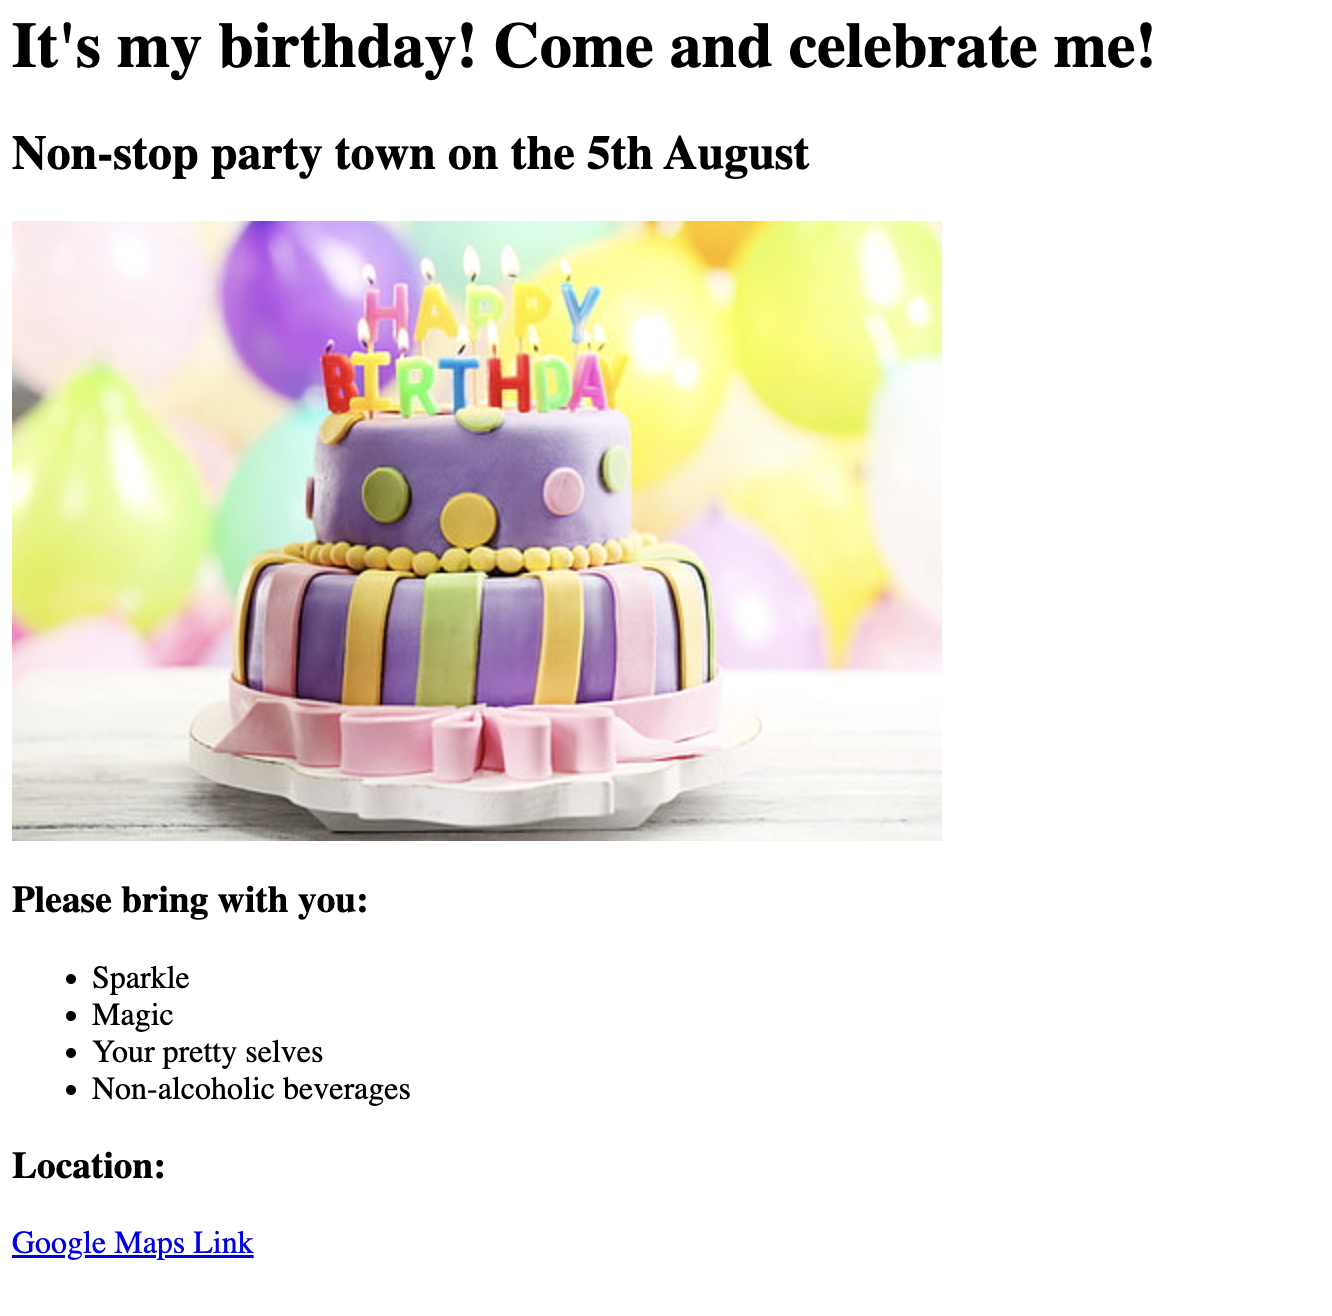 It's my birthday! Come and celebrate me!
Non-stop party town on the 5th August
HAPPY
BIRTHDAY
Please bring with you:
Sparkle
Magic
Your pretty selves
Non-alcoholic beverages
Location:
Google Maps Link